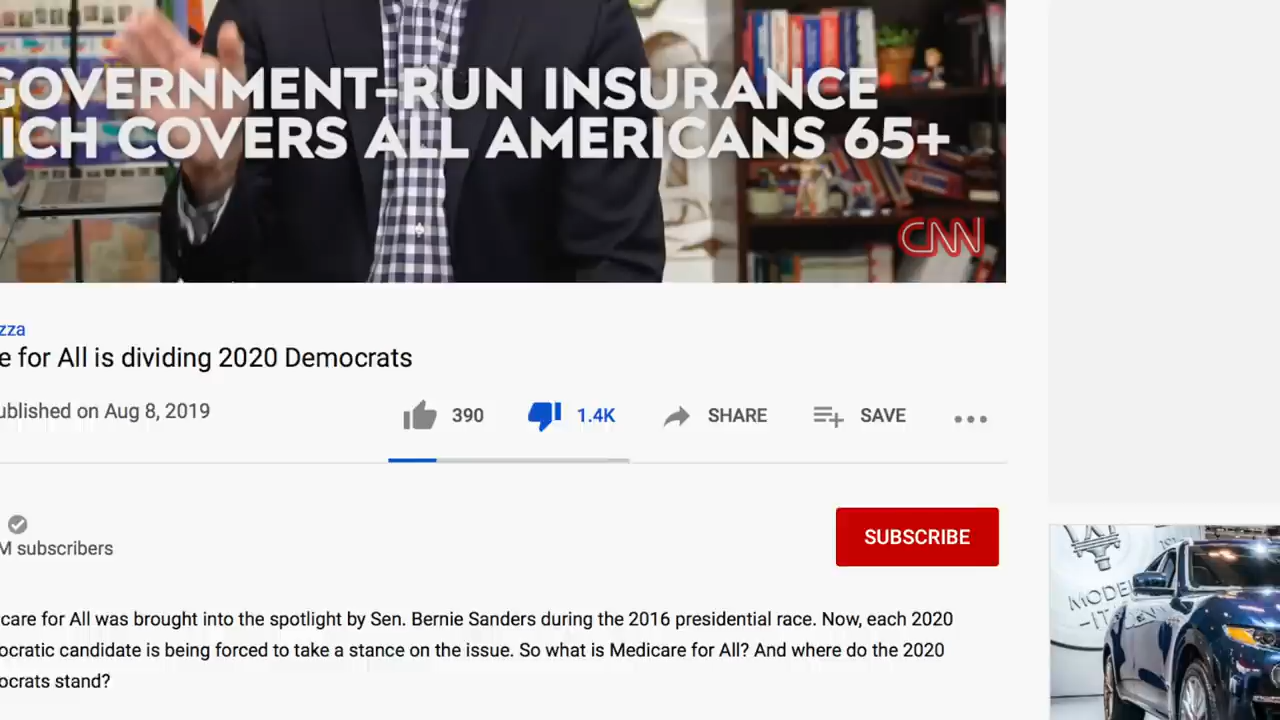 GOVERNMENT-RUN INSURANCE
ICH COVERS ALL AMERICANS 65+
CNN
zza
e for All is dividing 2020 Democrats
ublished on Aug 8, 2019
390
1.4K
SHARE
SAVE
M subscribers
SUBSCRIBE
care for All was brought into the spotlight by Sen. Bernie Sanders during the 2016 presidential race. Now, each 2020
ocratic candidate is being forced to take a stance on the issue. So what is Medicare for All? And where do the 2020
ocrats stand?
MODE